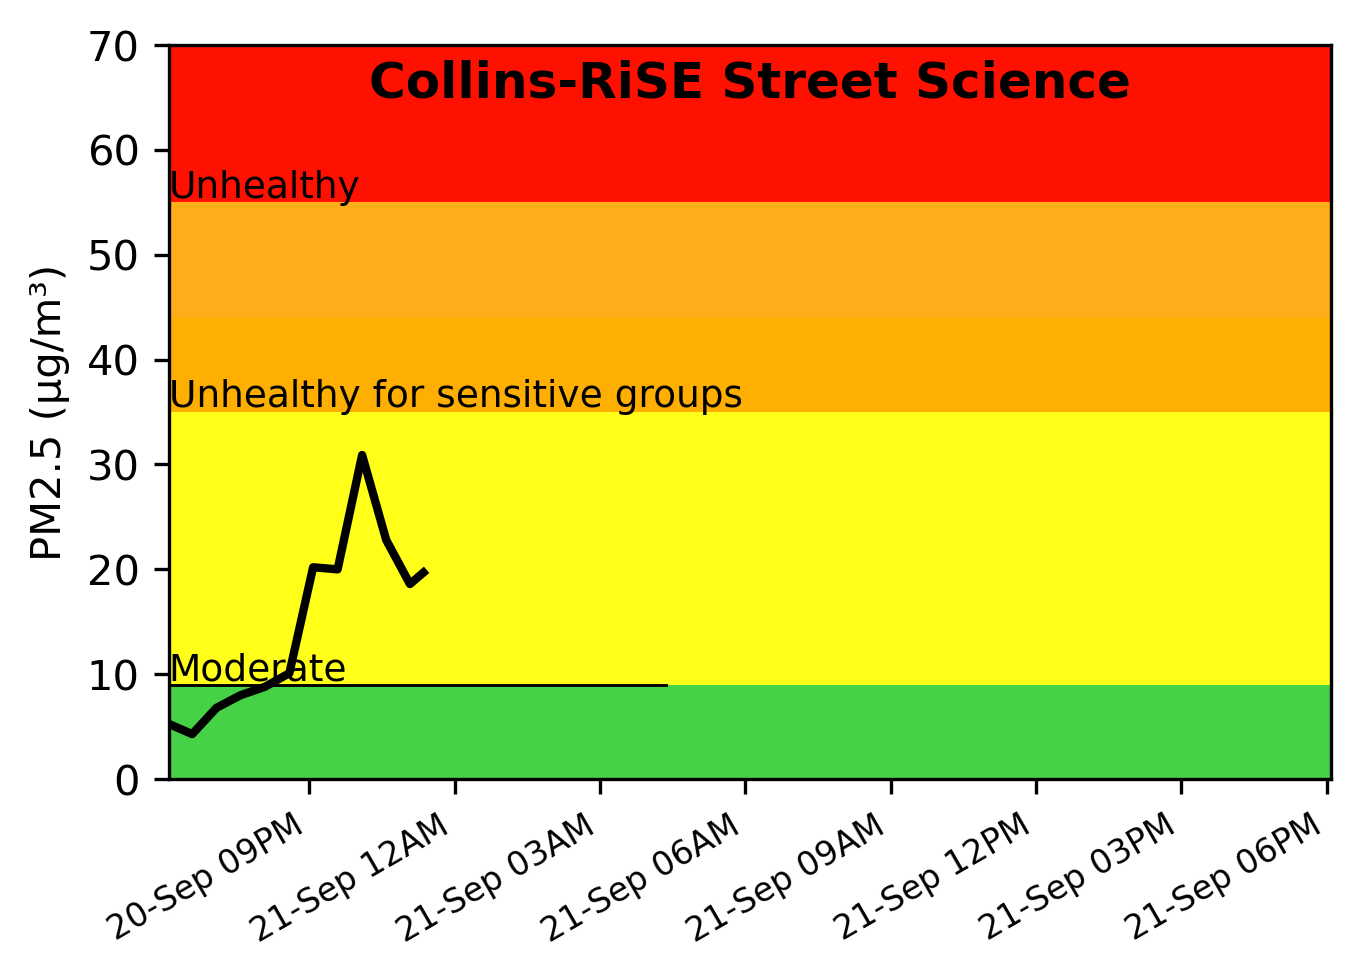 Collins-RiSE Street Science
70
60
50
40
30
20
10
0
PM2.5 (µg/m³)
Unhealthy
Unhealthy for sensitive groups
Moderate
20-Sep 09PM
21-Sep 12AM
21-Sep 03AM
21-Sep 06AM
21-Sep 09AM
21-Sep 12PM
21-Sep 03PM
21-Sep 06PM